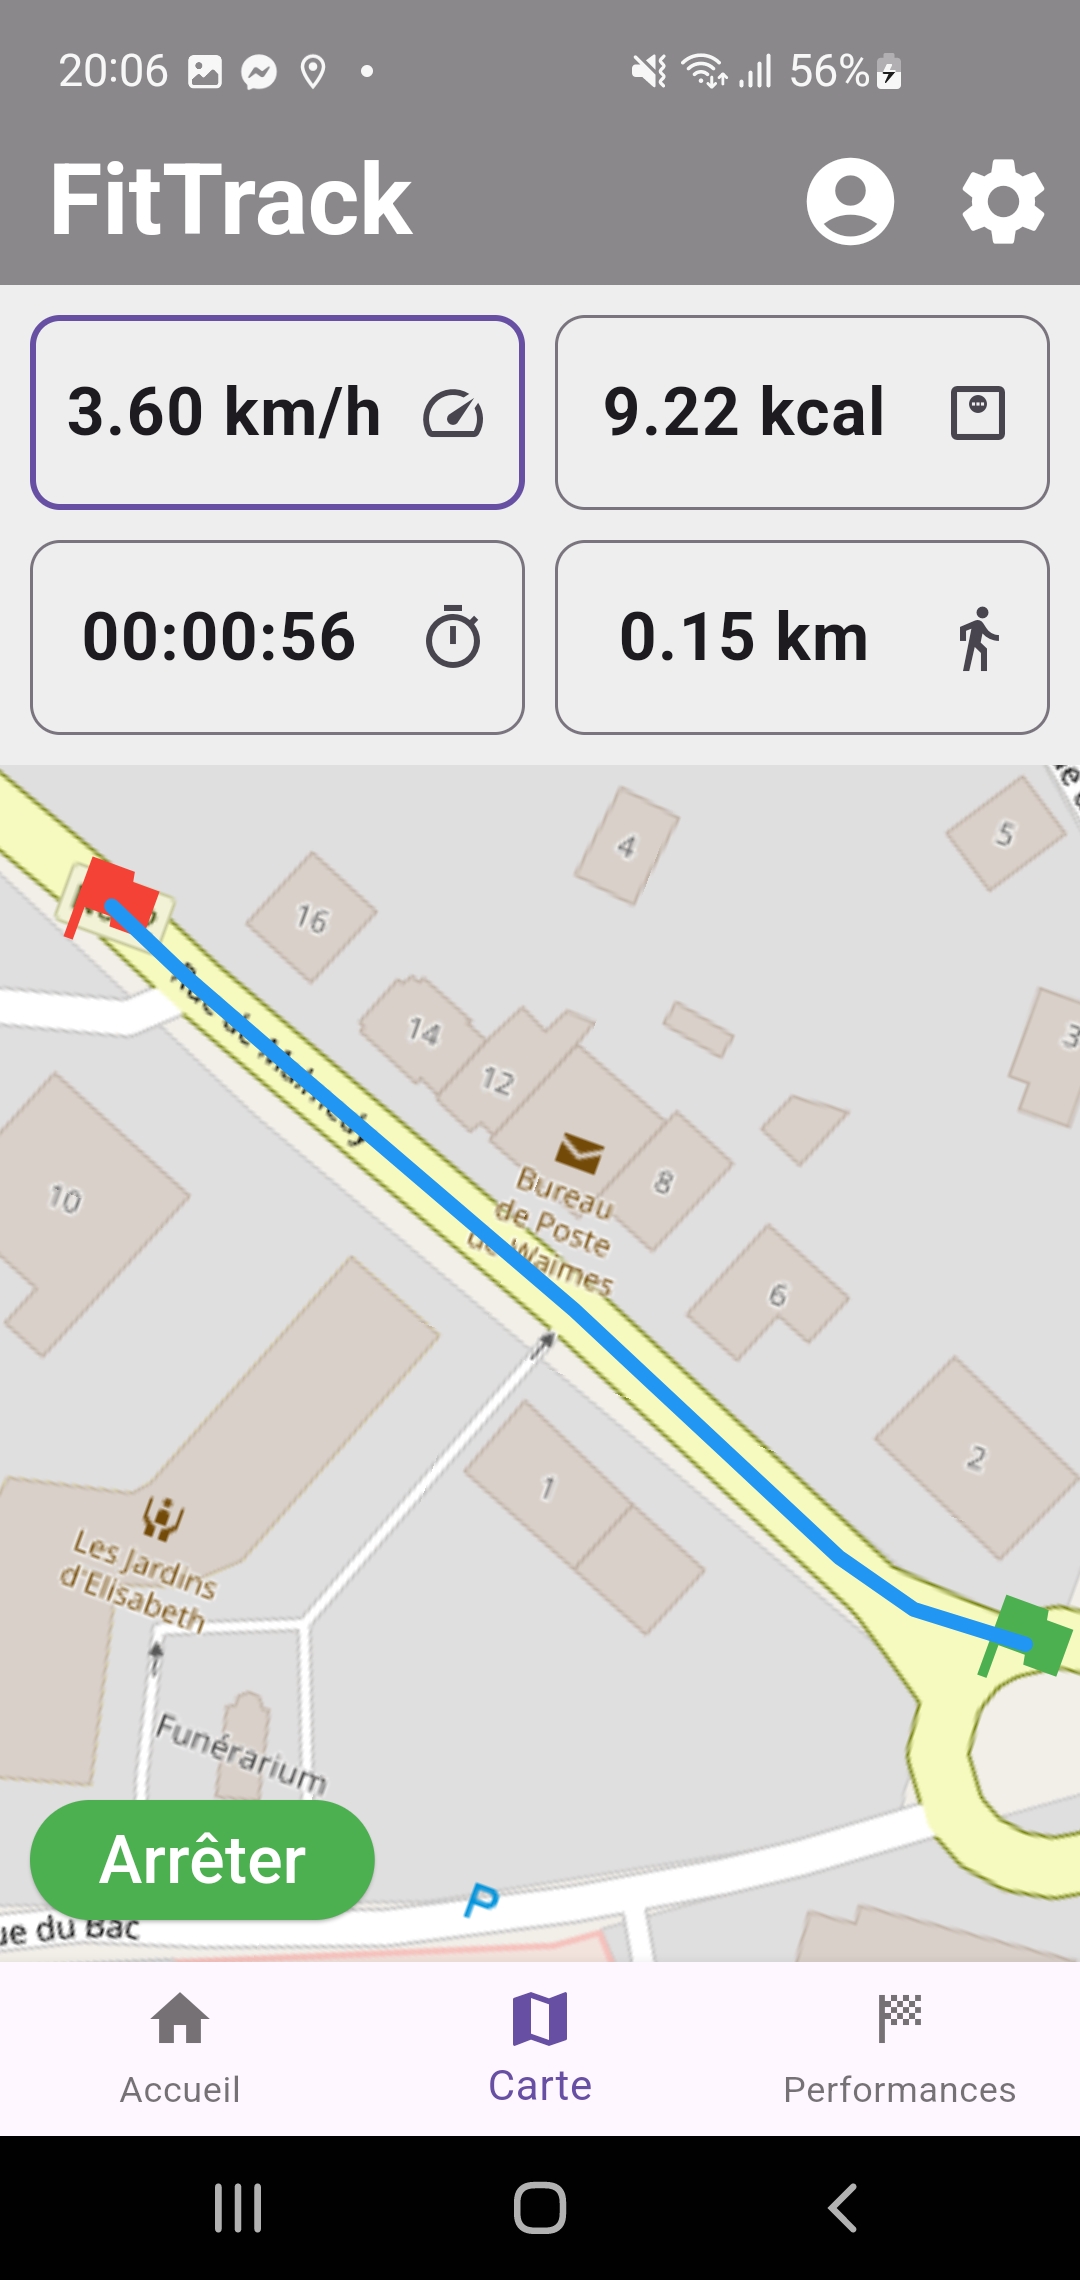 20:06
56%
FitTrack
3.60 km/h
9.22 kcal
00:00:56
0.15 km
4
5
16
14
12
3
10
8
Bureau
de Poste
de Waimes
6
2
1
Les Jardins
d'Elisabeth
Funérarium
Arrêter
P
ue du Bac
Accueil
Carte
Performances